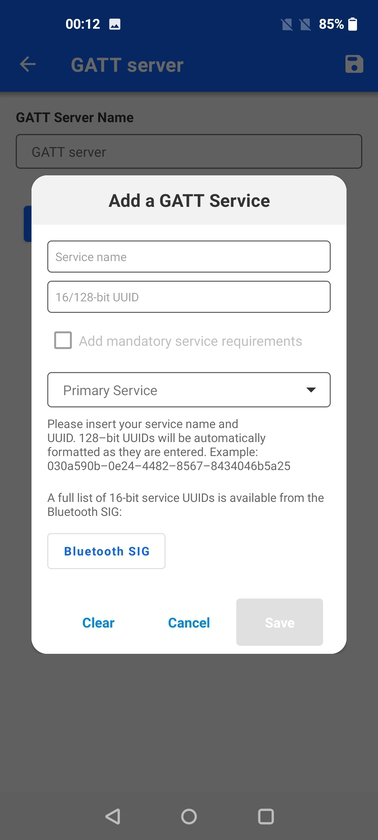 00:12
85%
GATT server
GATT Server Name
GATT server
Add a GATT Service
Service name
16/128-bit UUID
Add mandatory service requirements
Primary Service
Please insert your service name and
UUID. 128–bit UUIDs will be automatically
formatted as they are entered. Example:
030a590b–0e24–4482–8567–8434046b5a25
A full list of 16-bit service UUIDs is available from the
Bluetooth SIG:
Bluetooth SIG
Clear
Cancel
Save